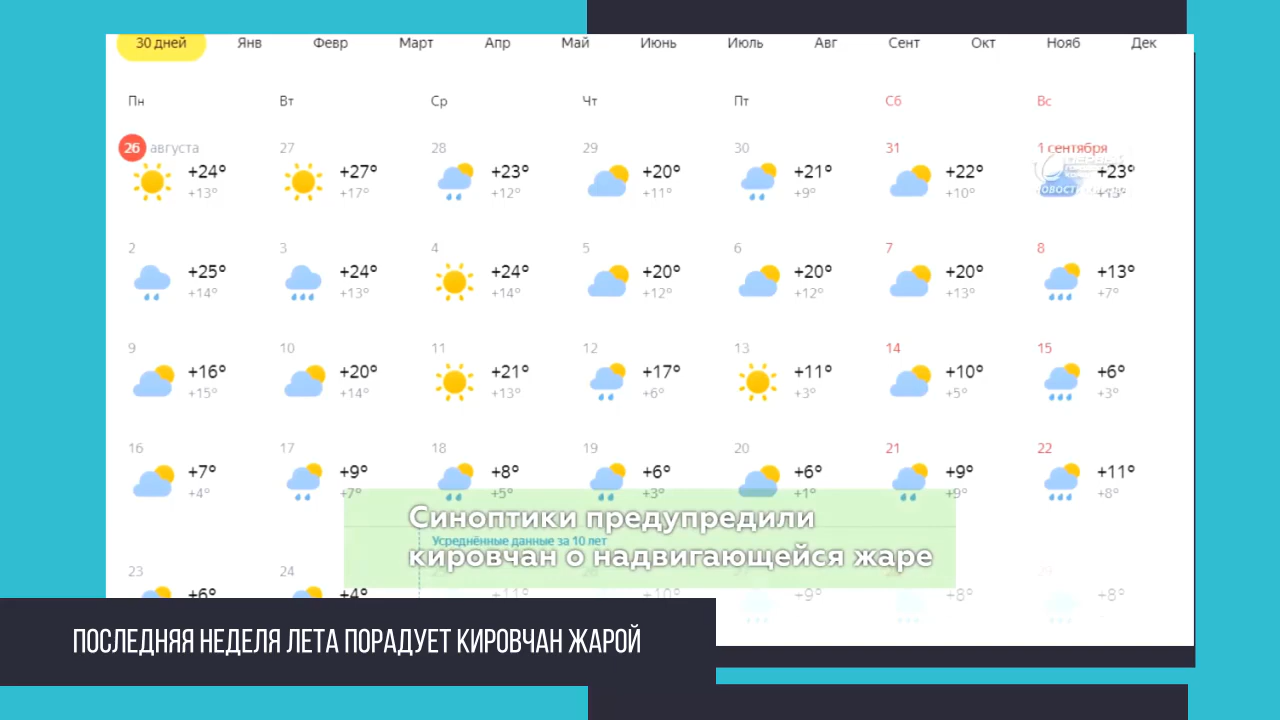 30 дней Янв Февр Март Апр Май Июнь Июль Авг Сент Окт Нояб Дек
Пн Вт Ср Чт Пт Сб Вс
26 августа 27 28 29 30 31 1 сентября
+24° +27° +23° +20° +21° +22° +23°
+13° +17° +12° +11° +9° +10° +13°
2 3 4 5 6 7 8
+25° +24° +24° +20° +20° +20° +13°
+14° +13° +14° +12° +12° +13° +7°
9 10 11 12 13 14 15
+16° +20° +21° +17° +11° +10° +6°
+15° +14° +13° +6° +3° +5° +3°
16 17 18 19 20 21 22
+7° +9° +8° +6° +6° +9° +11°
+4° +7° +5° +3° +1° +9° +8°
Синоптики предупредили
Усреднённые данные за 10 лет
кировчан о надвигающейся жаре
23 24
+6° +4° +11° +10° +9° +8° +8°
ПОСЛЕДНЯЯ НЕДЕЛЯ ЛЕТА ПОРАДУЕТ КИРОВЧАН ЖАРОЙ